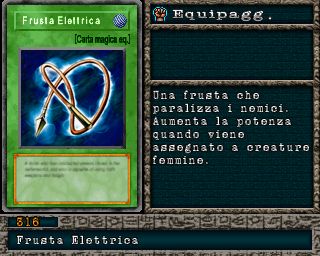 Frusta Elettrica
[Carta magica eq.]
Equipagg.
Una frusta che
paralizza i nemici.
Aumenta la potenza
quando viene
assegnato a creature
femmine.
316
Frusta Elettrica